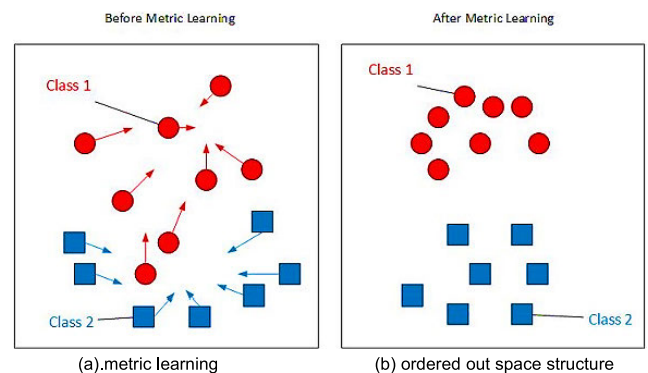 Before Metric Learning
After Metric Learning
Class 1
Class 1
Class 2
Class 2
(a).metric learning
(b) ordered out space structure